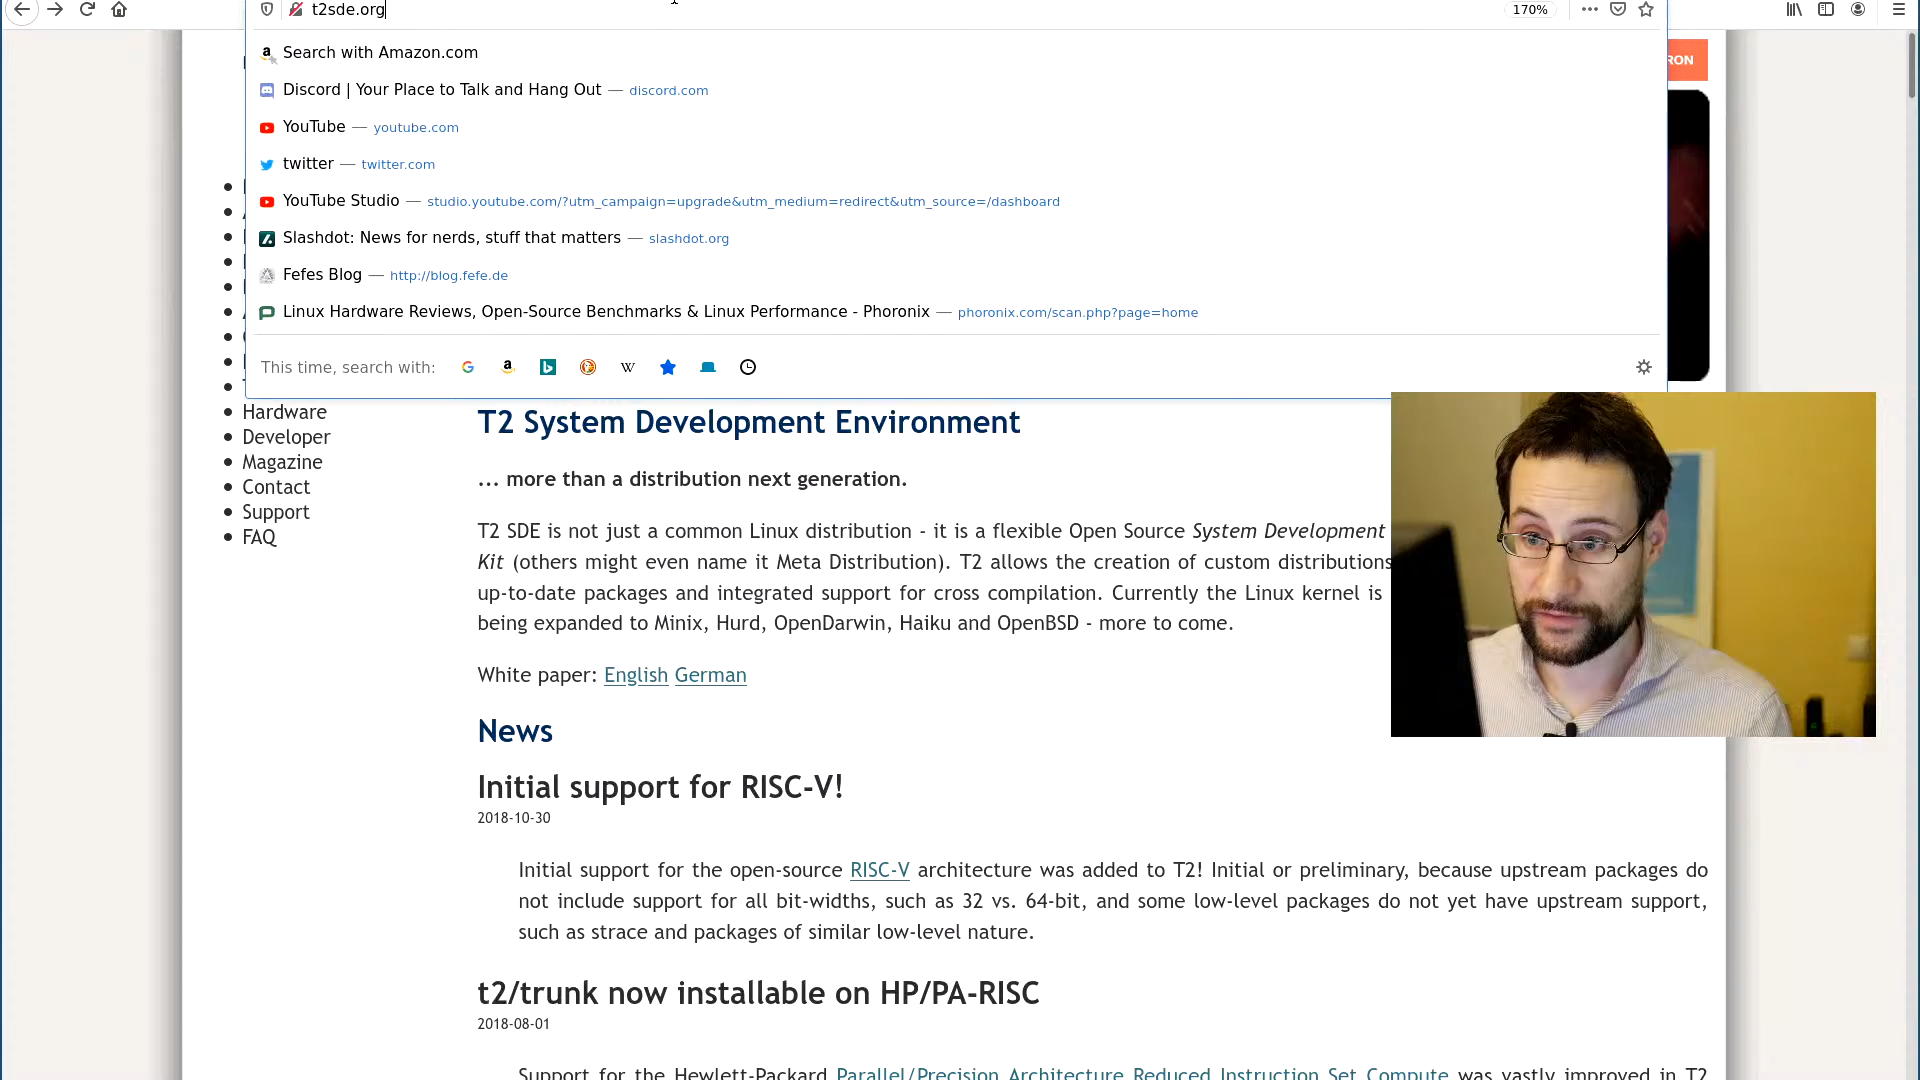 t2sde.org
170%
Search with Amazon.com
Discord | Your Place to Talk and Hang Out — discord.com
YouTube — youtube.com
twitter — twitter.com
YouTube Studio — studio.youtube.com/?utm_campaign=upgrade&utm_medium=redirect&utm_source=/dashboard
Slashdot: News for nerds, stuff that matters — slashdot.org
Fefes Blog — http://blog.fefe.de
Linux Hardware Reviews, Open-Source Benchmarks & Linux Performance - Phoronix — phoronix.com/scan.php?page=home
This time, search with:
Hardware
Developer
Magazine
Contact
Support
FAQ
T2 System Development Environment
... more than a distribution next generation.
T2 SDE is not just a common Linux distribution - it is a flexible Open Source System Development
Kit (others might even name it Meta Distribution). T2 allows the creation of custom distributions
up-to-date packages and integrated support for cross compilation. Currently the Linux kernel is
being expanded to Minix, Hurd, OpenDarwin, Haiku and OpenBSD - more to come.
White paper: English German
News
Initial support for RISC-V!
2018-10-30
Initial support for the open-source RISC-V architecture was added to T2! Initial or preliminary, because upstream packages do
not include support for all bit-widths, such as 32 vs. 64-bit, and some low-level packages do not yet have upstream support,
such as strace and packages of similar low-level nature.
t2/trunk now installable on HP/PA-RISC
2018-08-01
Support for the Hewlett-Packard Parallel/Precision Architecture Reduced Instruction Set Compute was vastly improved in T2